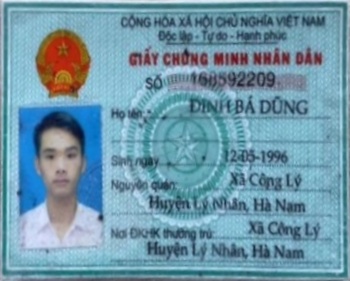 CỘNG HÒA XÃ HỘI CHỦ NGHĨA VIỆT NAM
Độc lập - Tự do - Hạnh phúc
GIẤY CHỨNG MINH NHÂN DÂN
SỐ 168592209
Họ tên: ĐINH BÁ DŨNG
Sinh ngày 12-05-1996
Nguyên quán: Xã Công Lý
Huyện Lý Nhân, Hà Nam
Nơi ĐKHK thường trú: Xã Công Lý
Huyện Lý Nhân, Hà Nam